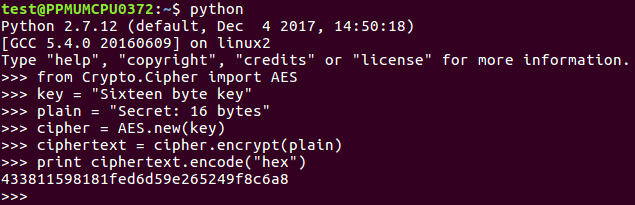 test@PPMUMCPU0372:~$ python
Python 2.7.12 (default, Dec  4 2017, 14:50:18)
[GCC 5.4.0 20160609] on linux2
Type "help", "copyright", "credits" or "license" for more information.
>>> from Crypto.Cipher import AES
>>> key = "Sixteen byte key"
>>> plain = "Secret: 16 bytes"
>>> cipher = AES.new(key)
>>> ciphertext = cipher.encrypt(plain)
>>> print ciphertext.encode("hex")
433811598181fed6d59e265249f8c6a8
>>>